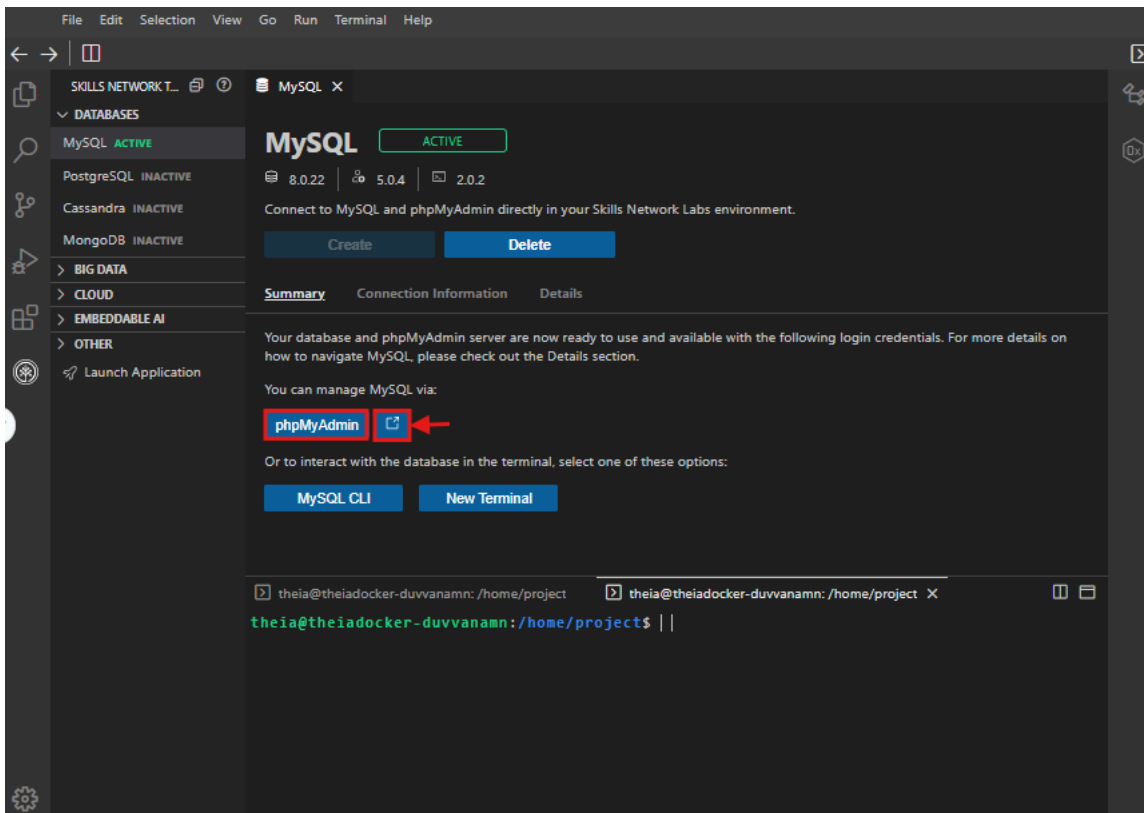 File Edit Selection View Go Run Terminal Help
SKILLS NETWORK T...
DATABASES
MySQL ACTIVE
PostgreSQL INACTIVE
Cassandra INACTIVE
MongoDB INACTIVE
BIG DATA
CLOUD
EMBEDDABLE AI
OTHER
Launch Application
MySQL
MySQL ACTIVE
8.0.22 5.0.4 2.0.2
Connect to MySQL and phpMyAdmin directly in your Skills Network Labs environment.
Create Delete
Summary Connection Information Details
Your database and phpMyAdmin server are now ready to use and available with the following login credentials. For more details on
how to navigate MySQL, please check out the Details section.
You can manage MySQL via:
phpMyAdmin
Or to interact with the database in the terminal, select one of these options:
MySQL CLI New Terminal
theia@theiadocker-duvvanamn: /home/project theia@theiadocker-duvvanamn: /home/project
theia@theiadocker-duvvanamn:/home/project$